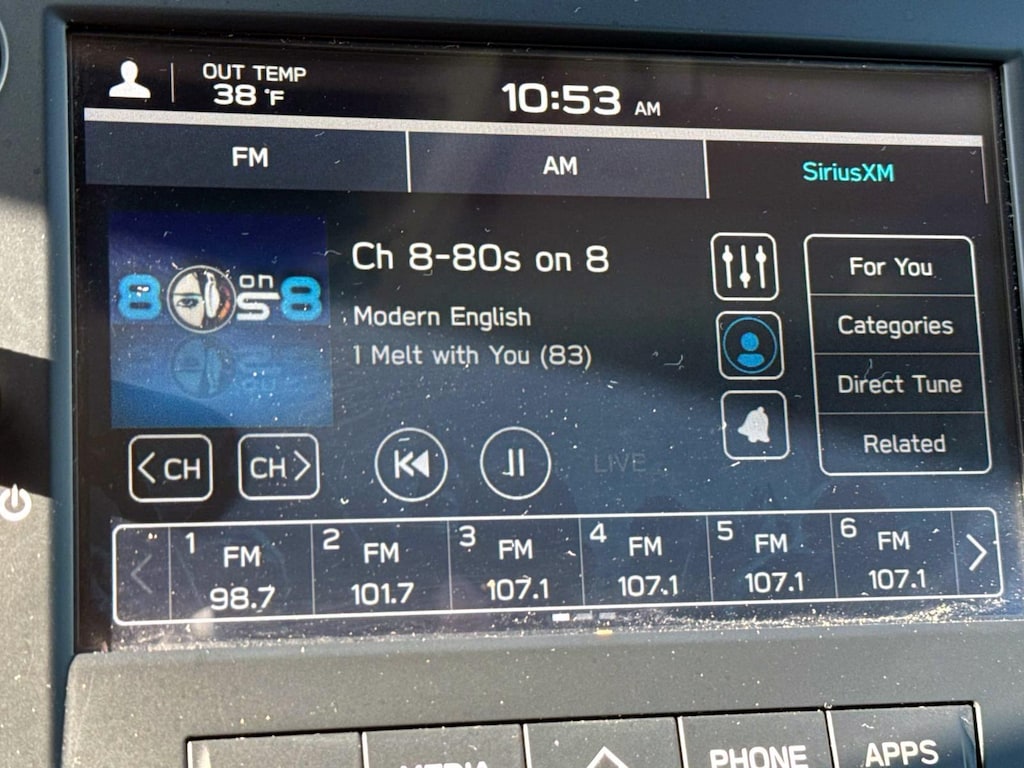 OUT TEMP
38 °F
10:53 AM
FM
AM
SiriusXM
80s on 8
Ch 8-80s on 8
Modern English
I Melt with You (83)
For You
Categories
Direct Tune
Related
< CH
CH >
LIVE
1 FM 98.7
2 FM 101.7
3 FM 107.1
4 FM 107.1
5 FM 107.1
6 FM 107.1
MEDIA
PHONE
APPS